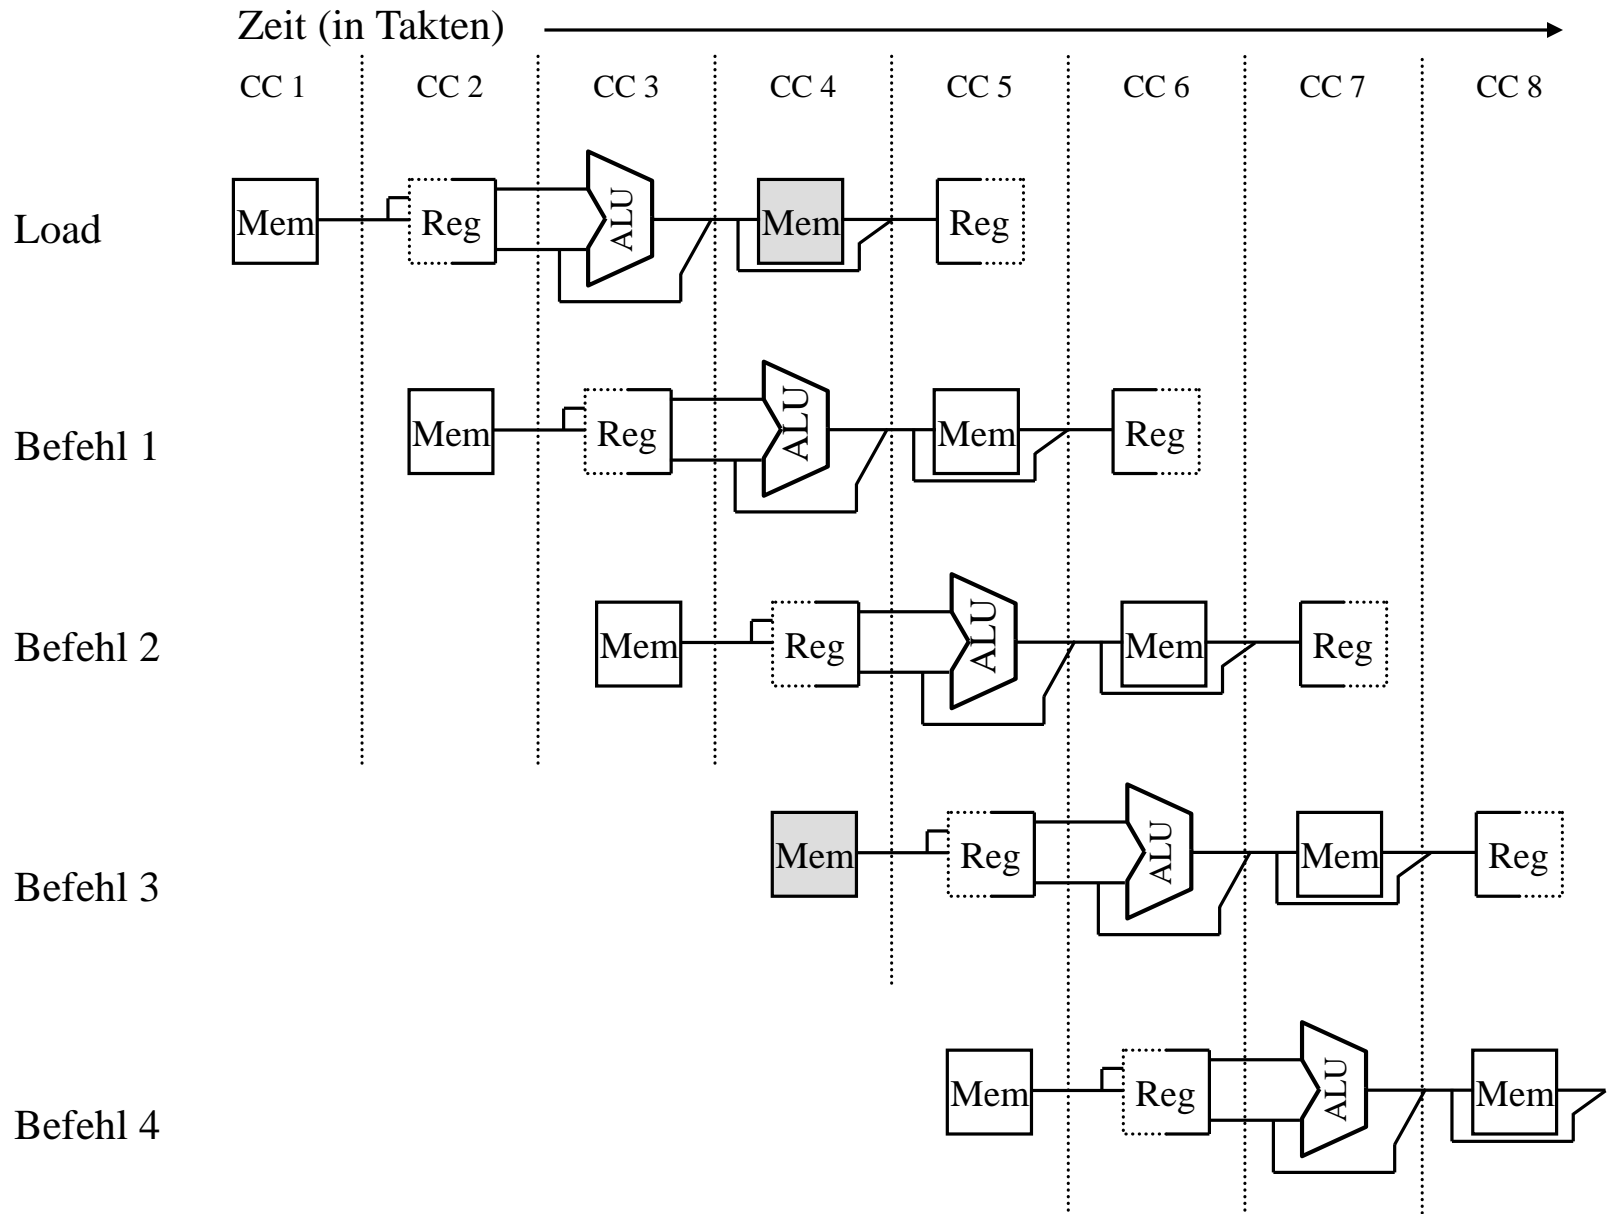 Zeit (in Takten)
CC 1 CC 2 CC 3 CC 4 CC 5 CC 6 CC 7 CC 8
Load Mem Reg ALU Mem Reg
Befehl 1 Mem Reg ALU Mem Reg
Befehl 2 Mem Reg ALU Mem Reg
Befehl 3 Mem Reg ALU Mem Reg
Befehl 4 Mem Reg ALU Mem